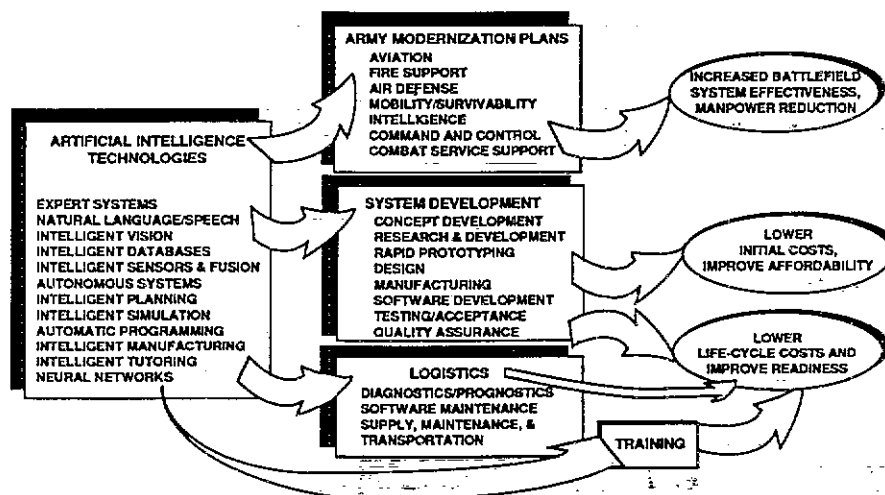 ARTIFICIAL INTELLIGENCE
TECHNOLOGIES
EXPERT SYSTEMS
NATURAL LANGUAGE/SPEECH
INTELLIGENT VISION
INTELLIGENT DATABASES
INTELLIGENT SENSORS & FUSION
AUTONOMOUS SYSTEMS
INTELLIGENT PLANNING
INTELLIGENT SIMULATION
AUTOMATIC PROGRAMMING
INTELLIGENT MANUFACTURING
INTELLIGENT TUTORING
NEURAL NETWORKS
ARMY MODERNIZATION PLANS
AVIATION
FIRE SUPPORT
AIR DEFENSE
MOBILITY/SURVIVABILITY
INTELLIGENCE
COMMAND AND CONTROL
COMBAT SERVICE SUPPORT
SYSTEM DEVELOPMENT
CONCEPT DEVELOPMENT
RESEARCH & DEVELOPMENT
RAPID PROTOTYPING
DESIGN
MANUFACTURING
SOFTWARE DEVELOPMENT
TESTING/ACCEPTANCE
QUALITY ASSURANCE
LOGISTICS
DIAGNOSTICS/PROGNOSTICS
SOFTWARE MAINTENANCE
SUPPLY, MAINTENANCE, &
TRANSPORTATION
TRAINING
INCREASED BATTLEFIELD
SYSTEM EFFECTIVENESS,
MANPOWER REDUCTION
LOWER
INITIAL COSTS,
IMPROVE AFFORDABILITY
LOWER
LIFE-CYCLE COSTS AND
IMPROVE READINESS